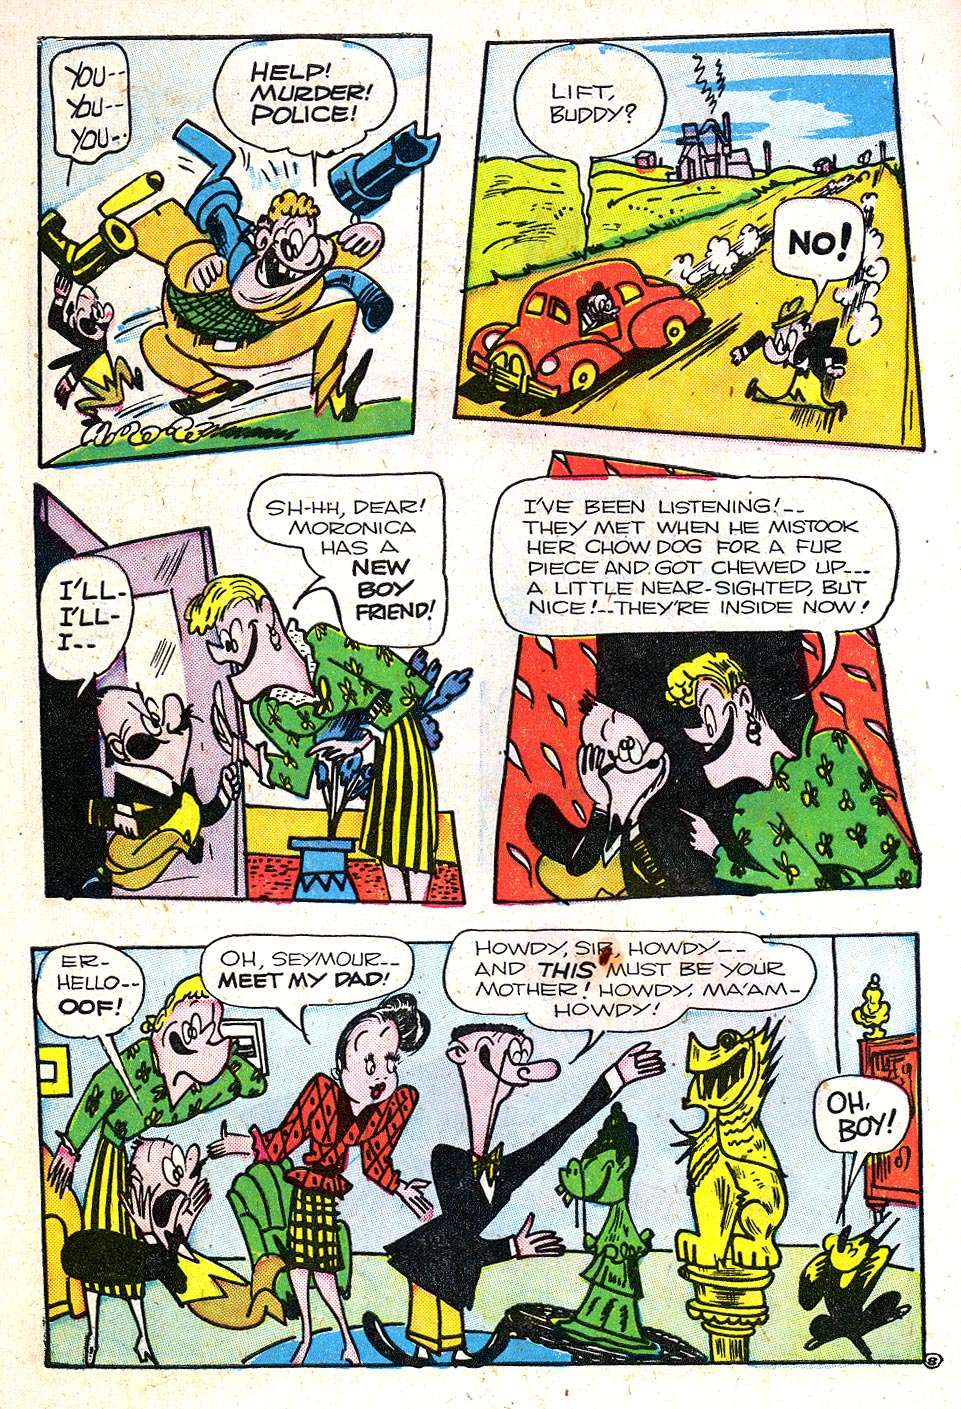 YOU--
YOU--
YOU--
HELP!
MURDER!
POLICE!
LIFT,
BUDDY?
NO!
I'LL-
I'LL-
I--
SH-HH, DEAR!
MORONICA
HAS A
NEW
BOY
FRIEND!
I'VE BEEN LISTENING!--
THEY MET WHEN HE MISTOOK
HER CHOW DOG FOR A FUR
PIECE AND GOT CHEWED UP---
A LITTLE NEAR-SIGHTED, BUT
NICE!--THEY'RE INSIDE NOW!
ER-
HELLO--
OOF!
OH, SEYMOUR--
MEET MY DAD!
HOWDY, SIR, HOWDY---
AND THIS MUST BE YOUR
MOTHER! HOWDY, MA'AM-
HOWDY!
OH,
BOY!
8